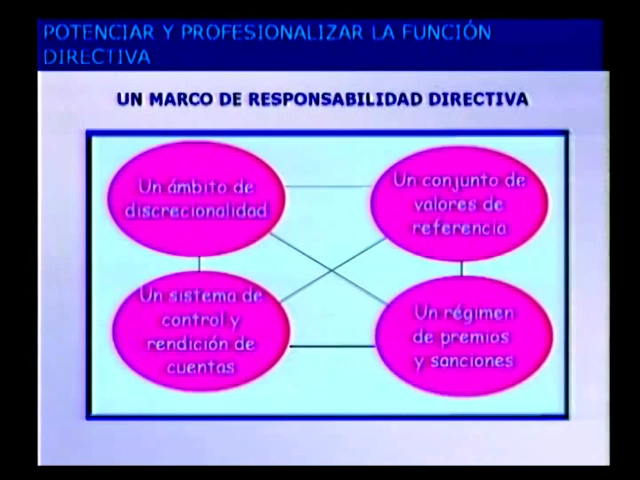 POTENCIAR Y PROFESIONALIZAR LA FUNCIÓN
DIRECTIVA
UN MARCO DE RESPONSABILIDAD DIRECTIVA
Un ámbito de
discrecionalidad
Un conjunto de
valores de
referencia
Un sistema de
control y
rendición de
cuentas
Un régimen
de premios
y sanciones